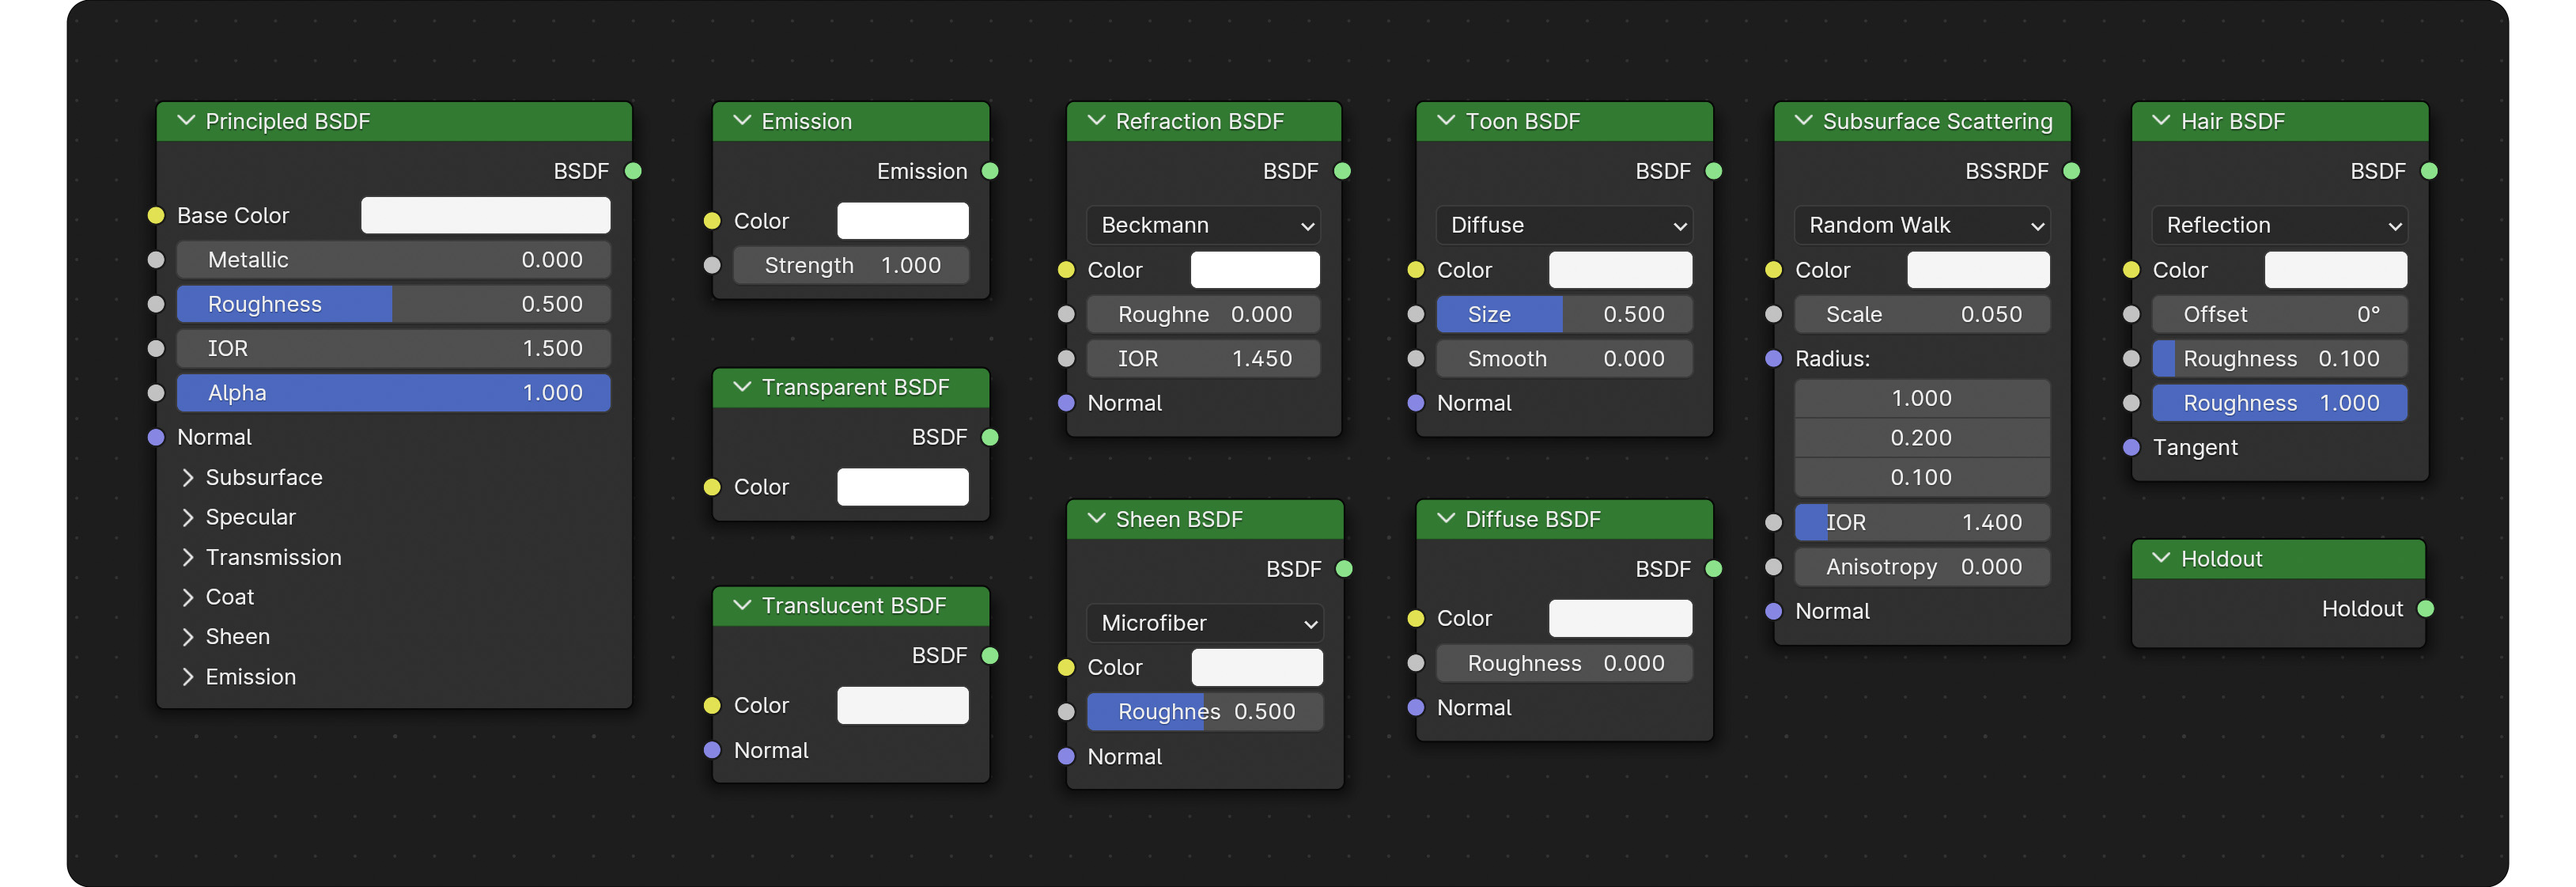 Principled BSDF
BSDF
Base Color
Metallic 0.000
Roughness 0.500
IOR 1.500
Alpha 1.000
Normal
Subsurface
Specular
Transmission
Coat
Sheen
Emission
Emission
Emission
Color
Strength 1.000
Transparent BSDF
BSDF
Color
Translucent BSDF
BSDF
Color
Normal
Refraction BSDF
BSDF
Beckmann
Color
Roughne 0.000
IOR 1.450
Normal
Sheen BSDF
BSDF
Microfiber
Color
Roughnes 0.500
Normal
Toon BSDF
BSDF
Diffuse
Color
Size 0.500
Smooth 0.000
Normal
Diffuse BSDF
BSDF
Color
Roughness 0.000
Normal
Subsurface Scattering
BSSRDF
Random Walk
Color
Scale 0.050
Radius:
1.000
0.200
0.100
IOR 1.400
Anisotropy 0.000
Normal
Hair BSDF
BSDF
Reflection
Color
Offset 0°
Roughness 0.100
Roughness 1.000
Tangent
Holdout
Holdout